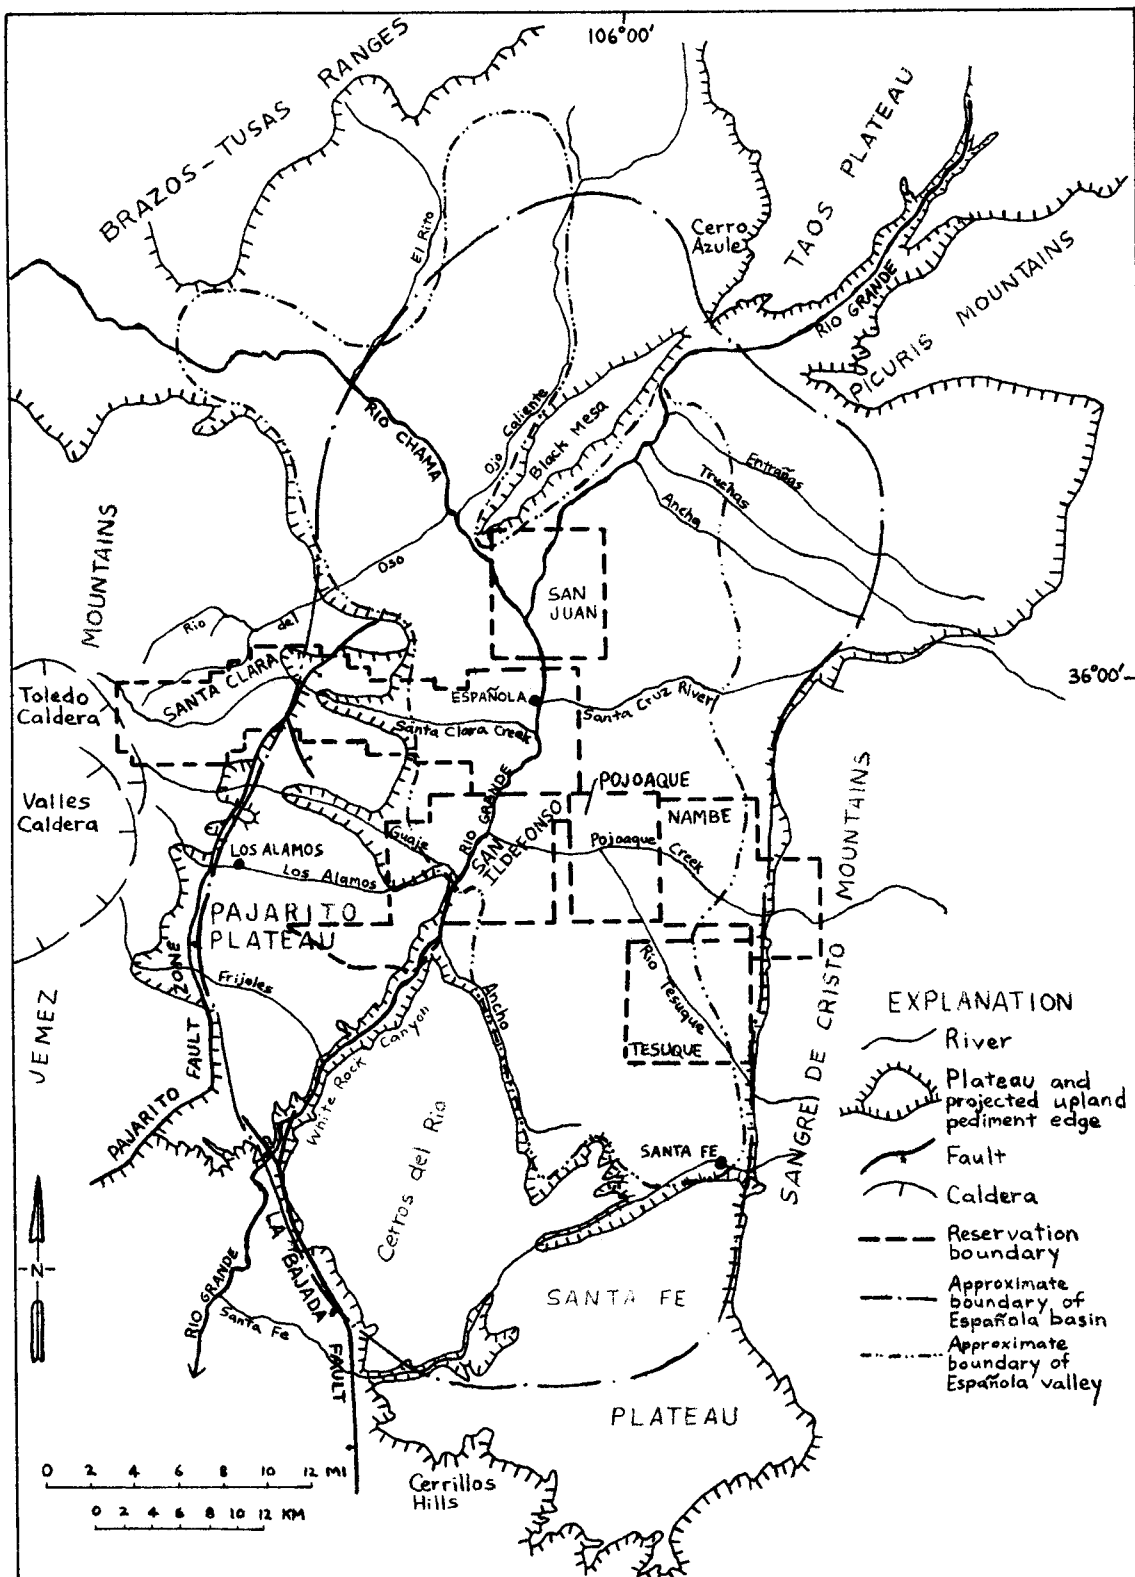 106°00'
BRAZOS-TUSAS RANGES
TAOS PLATEAU
Cerro
Azule
El Rito
RIO GRANDE
PICURIS MOUNTAINS
RIO CHAMA
Ojo Caliente
Black Mesa
Entrañas
Truchas
Ancha
MOUNTAINS
Oso
SAN
JUAN
Rio
del
36°00'
Toledo
Caldera
SANTA CLARA
ESPAÑOLA
Santa Cruz River
Santa Clara Creek
Valles
Caldera
RIO GRANDE
POJOAQUE
NAMBE
Guaje
SAN
ILDEFONSO
Pojoaque Creek
LOS ALAMOS
Los Alamos
MOUNTAINS
PAJARITO
PLATEAU
Frijoles
Ancho
Rio Tesuque
TESUQUE
JEMEZ
PAJARITO FAULT ZONE
White Rock Canyon
SANGRE DE CRISTO
EXPLANATION
River
Plateau and
projected upland
pediment edge
Fault
Caldera
Reservation
boundary
Approximate
boundary of
Española basin
Approximate
boundary of
Española valley
SANTA FE
Cerros del Rio
LA BAJADA FAULT
N
RIO GRANDE
Santa Fe
SANTA FE
PLATEAU
Cerrillos
Hills
0 2 4 6 8 10 12 MI
0 2 4 6 8 10 12 KM